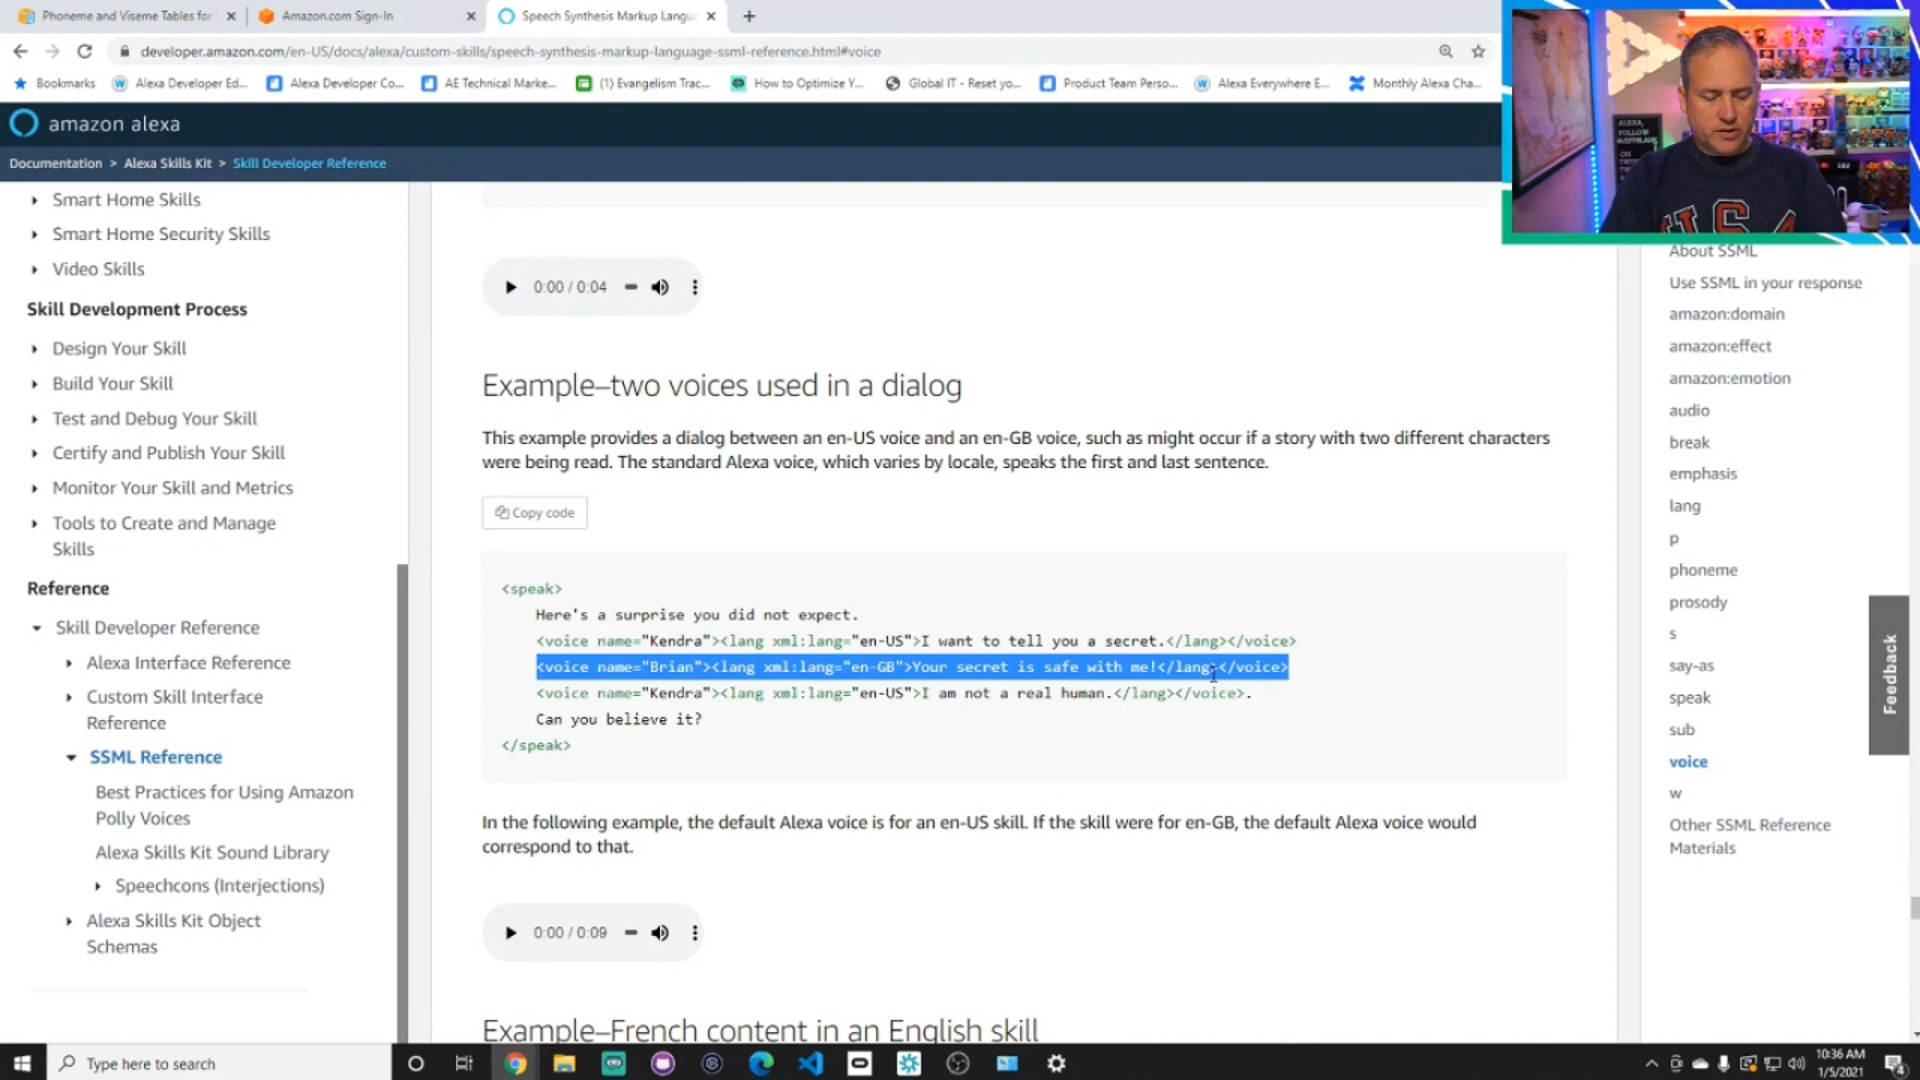 Phoneme and Viseme Tables for
Amazon.com Sign-In
Speech Synthesis Markup Langu
developer.amazon.com/en-US/docs/alexa/custom-skills/speech-synthesis-markup-language-ssml-reference.html#voice
Bookmarks
Alexa Developer Ed...
Alexa Developer Co...
AE Technical Marke...
(1) Evangelism Trac...
How to Optimize Y...
Global IT - Reset yo...
Product Team Perso...
Alexa Everywhere E...
Monthly Alexa Cha...
ALEXA,
FOLLOW
ON
USA
amazon alexa
Documentation > Alexa Skills Kit > Skill Developer Reference
Smart Home Skills
Smart Home Security Skills
Video Skills
Skill Development Process
Design Your Skill
Build Your Skill
Test and Debug Your Skill
Certify and Publish Your Skill
Monitor Your Skill and Metrics
Tools to Create and Manage
Skills
Reference
Skill Developer Reference
Alexa Interface Reference
Custom Skill Interface
Reference
SSML Reference
Best Practices for Using Amazon
Polly Voices
Alexa Skills Kit Sound Library
Speechcons (Interjections)
Alexa Skills Kit Object
Schemas
0:00 / 0:04
Example–two voices used in a dialog
This example provides a dialog between an en-US voice and an en-GB voice, such as might occur if a story with two different characters
were being read. The standard Alexa voice, which varies by locale, speaks the first and last sentence.
Copy code
<speak>
Here's a surprise you did not expect.
<voice name="Kendra"><lang xml:lang="en-US">I want to tell you a secret.</lang></voice>
<voice name="Brian"><lang xml:lang="en-GB">Your secret is safe with me!</lang></voice>
<voice name="Kendra"><lang xml:lang="en-US">I am not a real human.</lang></voice>.
Can you believe it?
</speak>
In the following example, the default Alexa voice is for an en-US skill. If the skill were for en-GB, the default Alexa voice would
correspond to that.
0:00 / 0:09
Example–French content in an English skill
About SSML
Use SSML in your response
amazon:domain
amazon:effect
amazon:emotion
audio
break
emphasis
lang
p
phoneme
prosody
s
say-as
speak
sub
voice
w
Other SSML Reference
Materials
Feedback
Type here to search
10:36 AM
1/5/2021
4